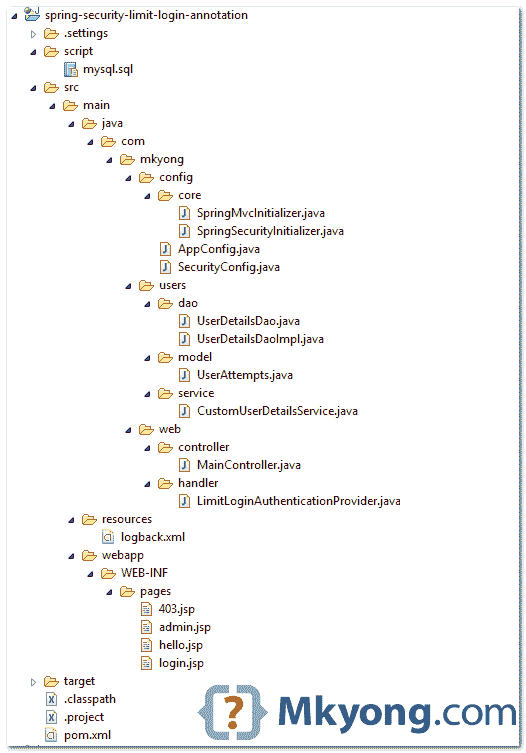 spring-security-limit-login-annotation
.settings
script
mysql.sql
src
main
java
com
mkyong
config
core
SpringMvcInitializer.java
SpringSecurityInitializer.java
AppConfig.java
SecurityConfig.java
users
dao
UserDetailsDao.java
UserDetailsDaoImpl.java
model
UserAttempts.java
service
CustomUserDetailsService.java
web
controller
MainController.java
handler
LimitLoginAuthenticationProvider.java
resources
logback.xml
webapp
WEB-INF
pages
403.jsp
admin.jsp
hello.jsp
login.jsp
target
.classpath
.project
pom.xml
{?} Mkyong.com